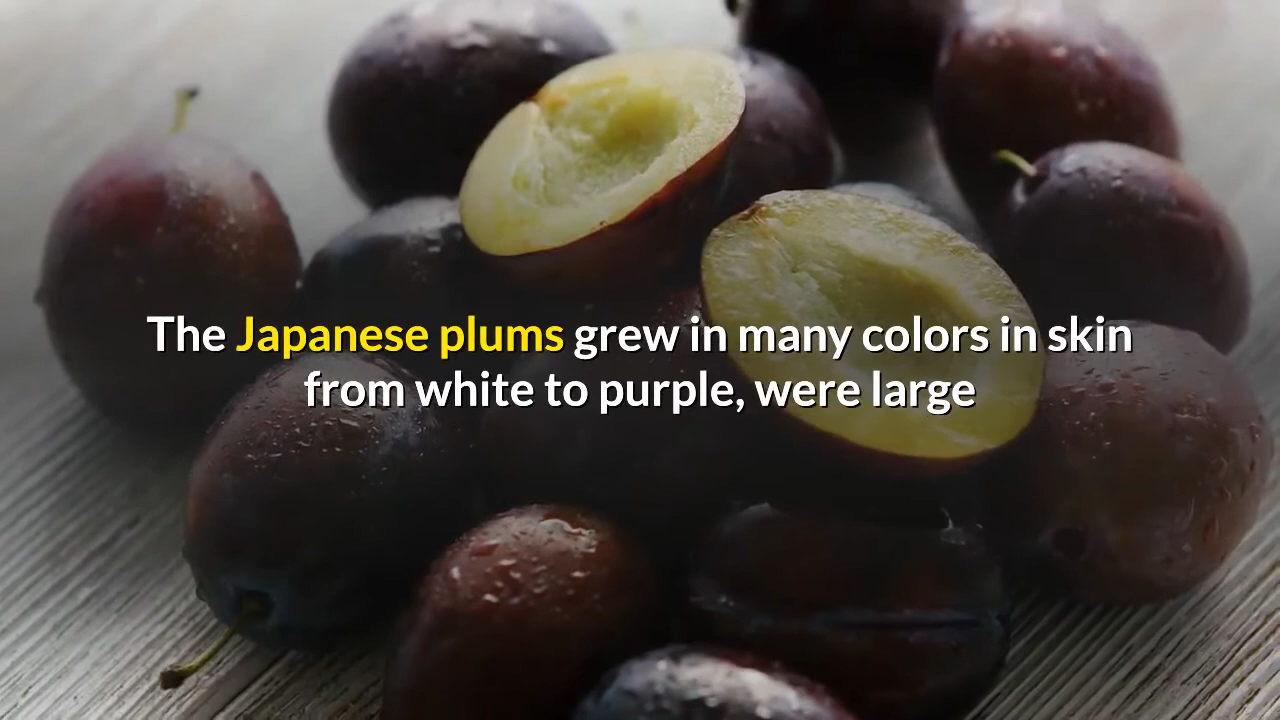 The Japanese plums grew in many colors in skin
from white to purple, were large